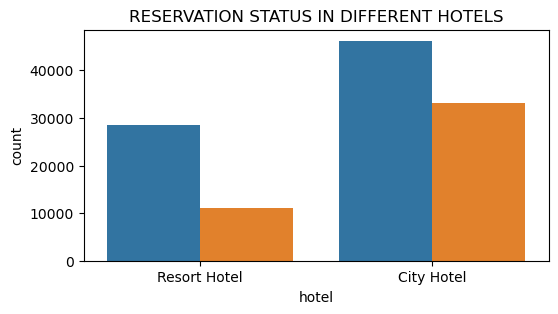 RESERVATION STATUS IN DIFFERENT HOTELS
40000
30000
20000
10000
0
count
Resort Hotel City Hotel
hotel